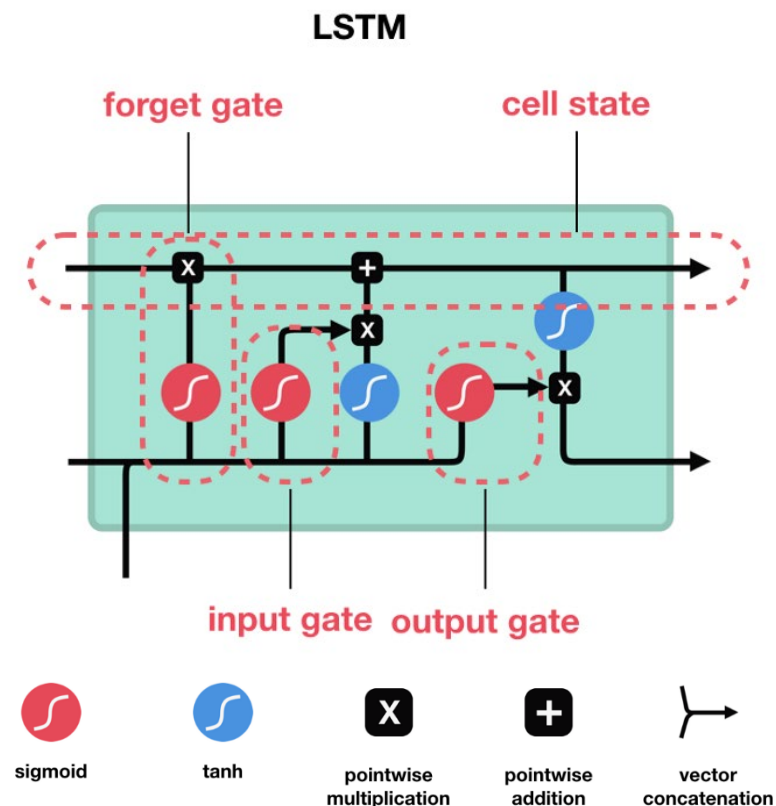 LSTM
forget gate
cell state
X
+
X
X
input gate
output gate
X
+
sigmoid
tanh
pointwise
multiplication
pointwise
addition
vector
concatenation